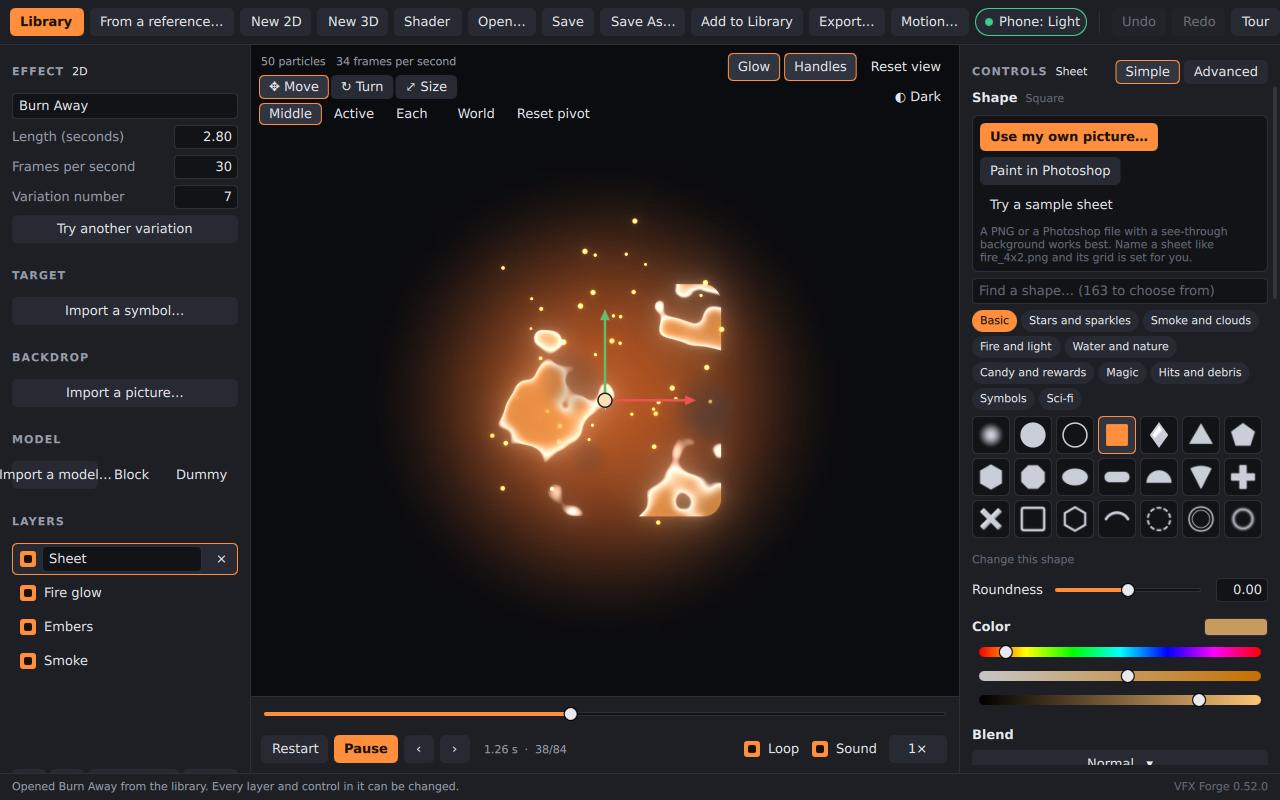 Library From a reference… New 2D New 3D Shader Open… Save Save As… Add to Library Export… Motion… Phone: Light Undo Redo Tour
EFFECT 2D
Burn Away
Length (seconds) 2.80
Frames per second 30
Variation number 7
Try another variation
TARGET
Import a symbol…
BACKDROP
Import a picture…
MODEL
Import a model… Block Dummy
LAYERS
Sheet ×
Fire glow
Embers
Smoke
50 particles 34 frames per second
Move Turn Size
Middle Active Each World Reset pivot
Glow Handles Reset view
Dark
Restart Pause ‹ › 1.26 s · 38/84 Loop Sound 1×
CONTROLS Sheet Simple Advanced
Shape Square
Use my own picture…
Paint in Photoshop
Try a sample sheet
A PNG or a Photoshop file with a see-through
background works best. Name a sheet like
fire_4x2.png and its grid is set for you.
Find a shape… (163 to choose from)
Basic Stars and sparkles Smoke and clouds
Fire and light Water and nature
Candy and rewards Magic Hits and debris
Symbols Sci-fi
Change this shape
Roundness 0.00
Color
Blend
Normal
Opened Burn Away from the library. Every layer and control in it can be changed. VFX Forge 0.52.0